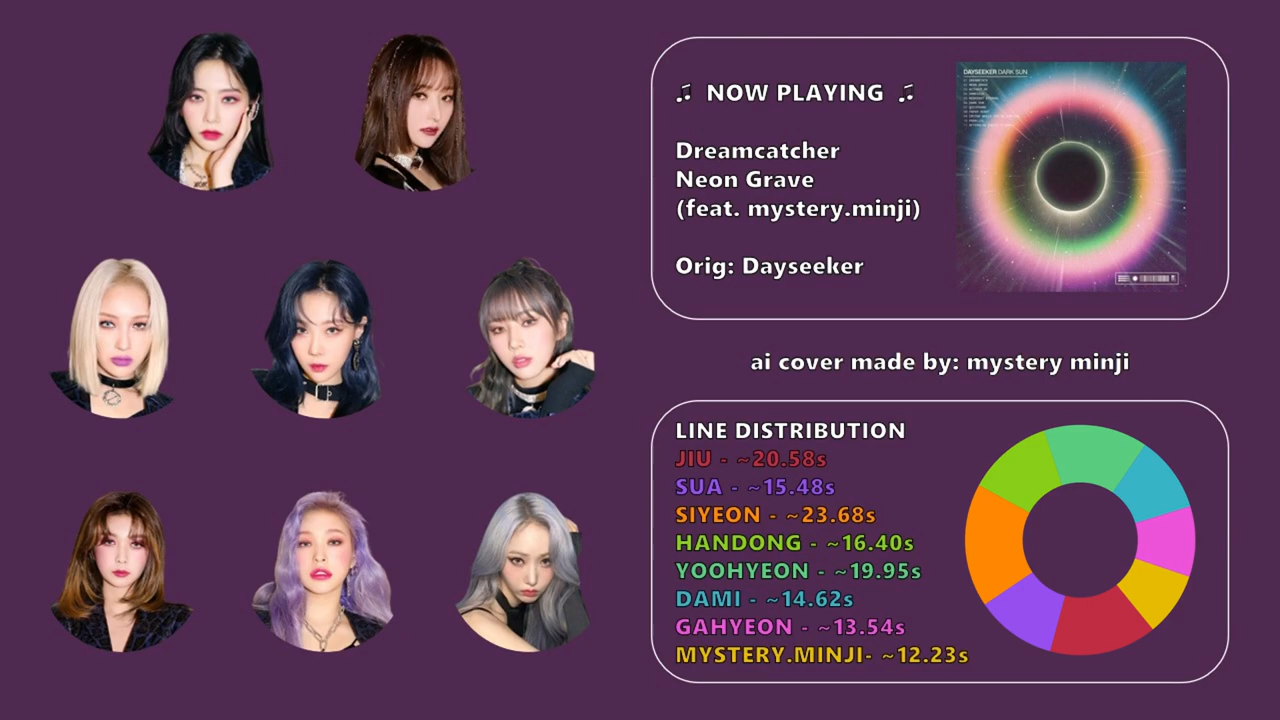 ♫ NOW PLAYING ♫
Dreamcatcher
Neon Grave
(feat. mystery.minji)
Orig: Dayseeker
DAYSEEKER DARK SUN
ai cover made by: mystery minji
LINE DISTRIBUTION
JIU - ~20.58s
SUA - ~15.48s
SIYEON - ~23.68s
HANDONG - ~16.40s
YOOHYEON - ~19.95s
DAMI - ~14.62s
GAHYEON - ~13.54s
MYSTERY.MINJI- ~12.23s